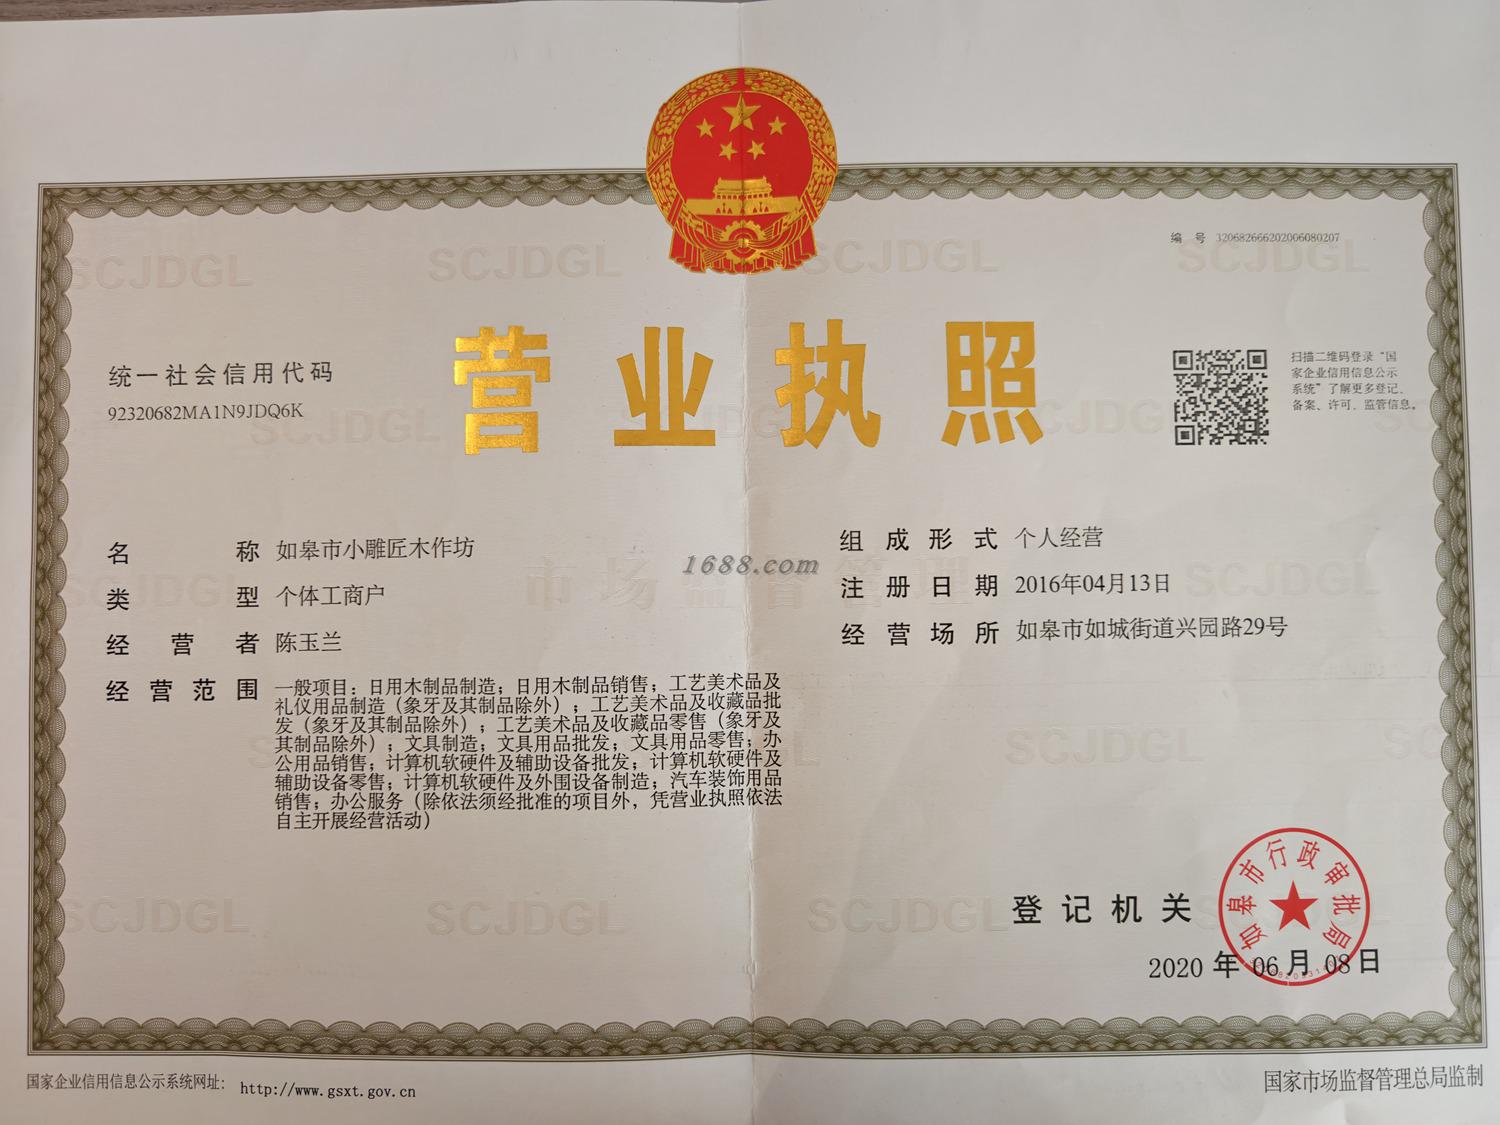 编 号 320682666202006080207
营业执照
统一社会信用代码
92320682MA1N9JDQ6K
扫描二维码登录“国
家企业信用信息公示
系统”了解更多登记、
备案、许可、监管信息。
名 称 如皋市小雕匠木作坊
类 型 个体工商户
经 营 者 陈玉兰
经 营 范 围 一般项目：日用木制品制造；日用木制品销售；工艺美术品及
礼仪用品制造（象牙及其制品除外）；工艺美术品及收藏品批
发（象牙及其制品除外）；工艺美术品及收藏品零售（象牙及
其制品除外）；文具制造；文具用品批发；文具用品零售；办
公用品销售；计算机软硬件及辅助设备批发；计算机软硬件及
辅助设备零售；计算机软硬件及外围设备制造；汽车装饰用品
销售；办公服务（除依法须经批准的项目外，凭营业执照依法
自主开展经营活动）
组 成 形 式 个人经营
注 册 日 期 2016年04月13日
经 营 场 所 如皋市如城街道兴园路29号
1688.com
市场监督管理
SCJDGL
登 记 机 关
如皋市行政审批局
2020 年 06 月 08 日
国家企业信用信息公示系统网址： http://www.gsxt.gov.cn
国家市场监督管理总局监制